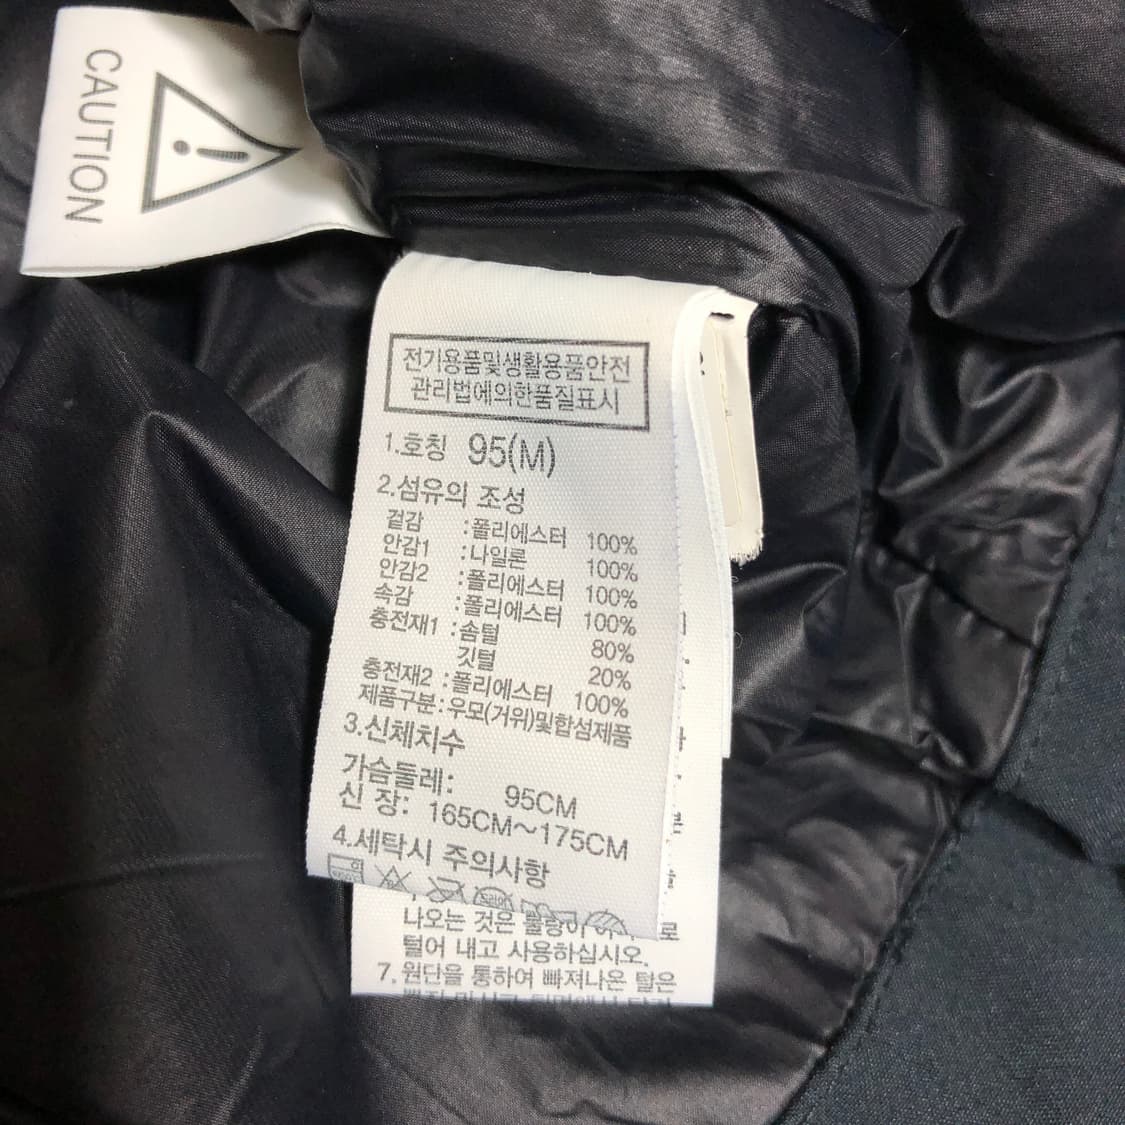 CAUTION
전기용품및생활용품안전
관리법에의한품질표시
1.호칭 95(M)
2.섬유의 조성
겉감 :폴리에스터 100%
안감1 :나일론 100%
안감2 :폴리에스터 100%
속감 :폴리에스터 100%
충전재1 :솜털 80%
깃털 20%
충전재2 :폴리에스터 100%
제품구분:우모(거위)및합섬제품
3.신체치수
가슴둘레: 95CM
신 장: 165CM~175CM
4.세탁시 주의사항
나오는 것은
로
털어 내고 사용하십시오.
7. 원단을 통하여 빠져나온 털은